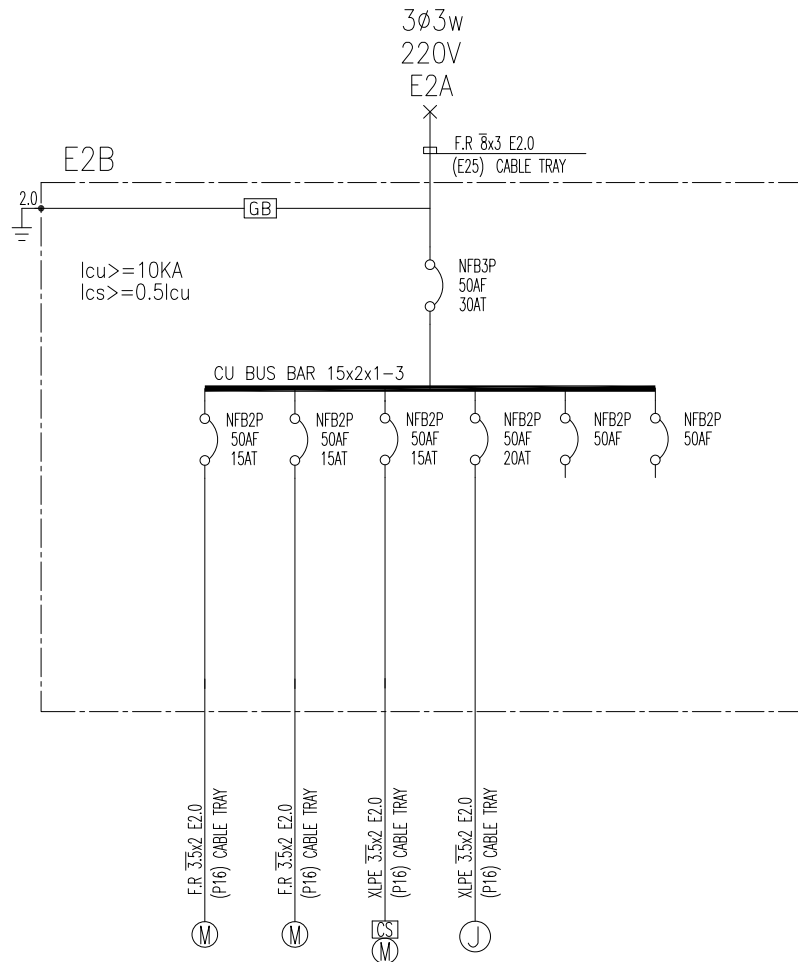 3ø3w
220V
E2A
F.R 8x3 E2.0
(E25) CABLE TRAY
E2B
2.0
GB
Icu>=10KA
Ics>=0.5Icu
NFB3P
50AF
30AT
CU BUS BAR 15x2x1-3
NFB2P
50AF
15AT
NFB2P
50AF
15AT
NFB2P
50AF
15AT
NFB2P
50AF
20AT
NFB2P
50AF
NFB2P
50AF
F.R 3.5x2 E2.0
(P16) CABLE TRAY
F.R 3.5x2 E2.0
(P16) CABLE TRAY
XLPE 3.5x2 E2.0
(P16) CABLE TRAY
XLPE 3.5x2 E2.0
(P16) CABLE TRAY
M
M
CS
M
J